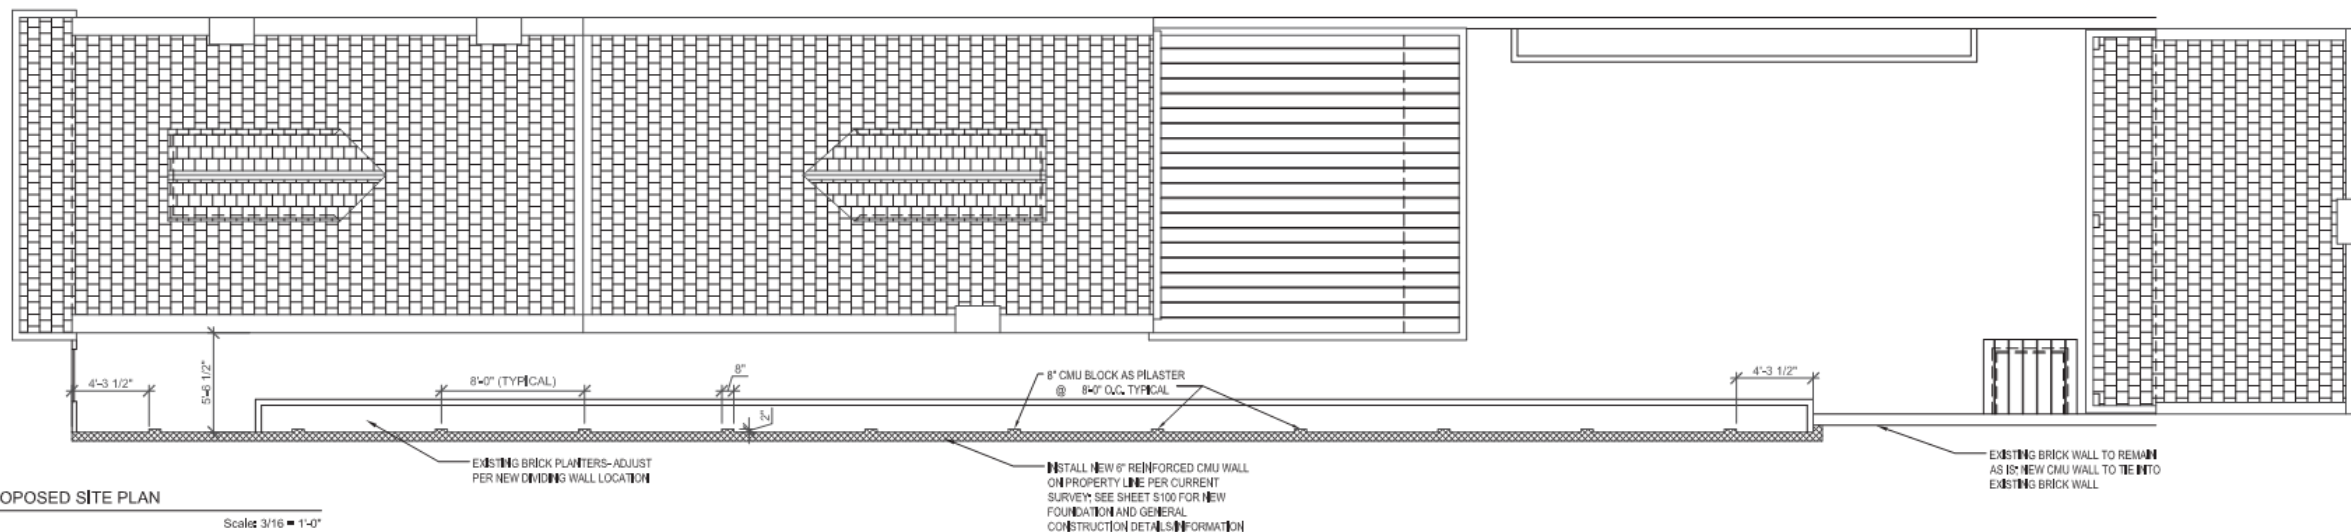 4'-3 1/2"
5'-6 1/2"
8'-0" (TYPICAL)
8"
2"
8" CMU BLOCK AS PILASTER
@ 8'-0" O.C. TYPICAL
4'-3 1/2"
EXISTING BRICK PLANTERS-ADJUST
PER NEW DIVIDING WALL LOCATION
INSTALL NEW 6" REINFORCED CMU WALL
ON PROPERTY LINE PER CURRENT
SURVEY; SEE SHEET S100 FOR NEW
FOUNDATION AND GENERAL
CONSTRUCTION DETAILS/INFORMATION
EXISTING BRICK WALL TO REMAIN
AS IS; NEW CMU WALL TO TIE INTO
EXISTING BRICK WALL
OPOSED SITE PLAN
Scale: 3/16 = 1'-0"